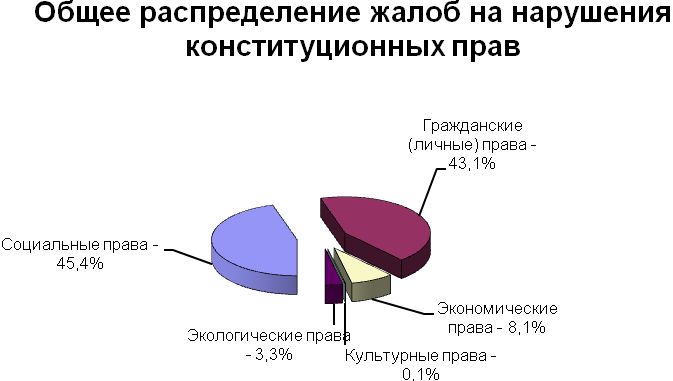 Общее распределение жалоб на нарушения
конституционных прав
Гражданские
(личные) права -
43,1%
Социальные права -
45,4%
Экономические
права - 8,1%
Экологические права
- 3,3%
Культурные права -
0,1%